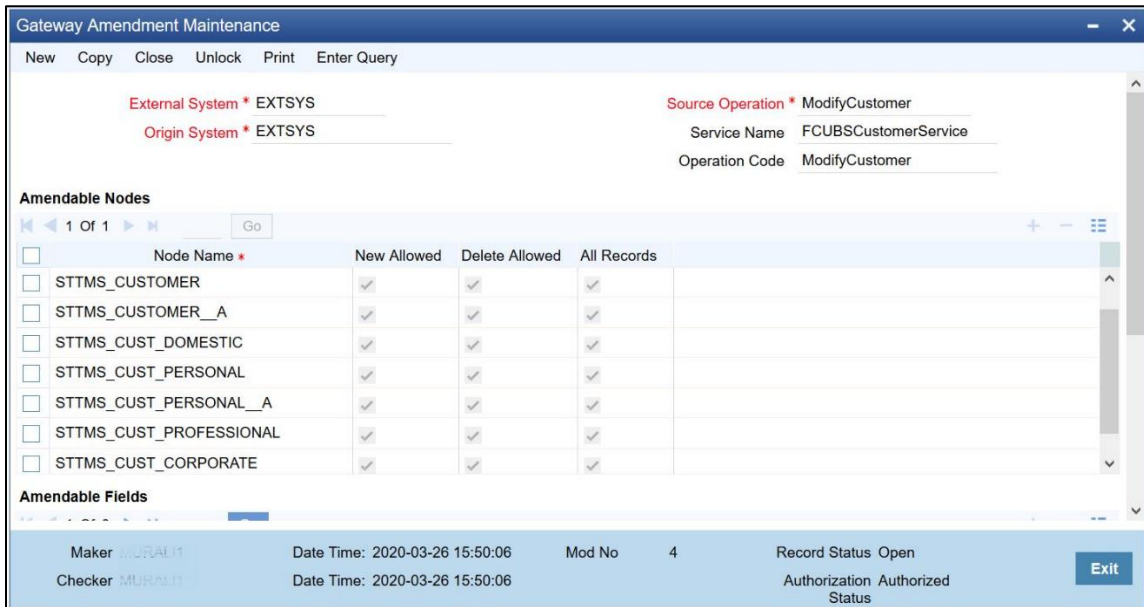 Gateway Amendment Maintenance
New Copy Close Unlock Print Enter Query
External System * EXTSYS
Source Operation * ModifyCustomer
Origin System * EXTSYS
Service Name FCUBSCustomerService
Operation Code ModifyCustomer
Amendable Nodes
1 Of 1 Go
Node Name * New Allowed Delete Allowed All Records
STTMS_CUSTOMER
STTMS_CUSTOMER__A
STTMS_CUST_DOMESTIC
STTMS_CUST_PERSONAL
STTMS_CUST_PERSONAL__A
STTMS_CUST_PROFESSIONAL
STTMS_CUST_CORPORATE
Amendable Fields
Maker Date Time: 2020-03-26 15:50:06 Mod No 4 Record Status Open
Checker Date Time: 2020-03-26 15:50:06 Authorization Status Authorized
Exit